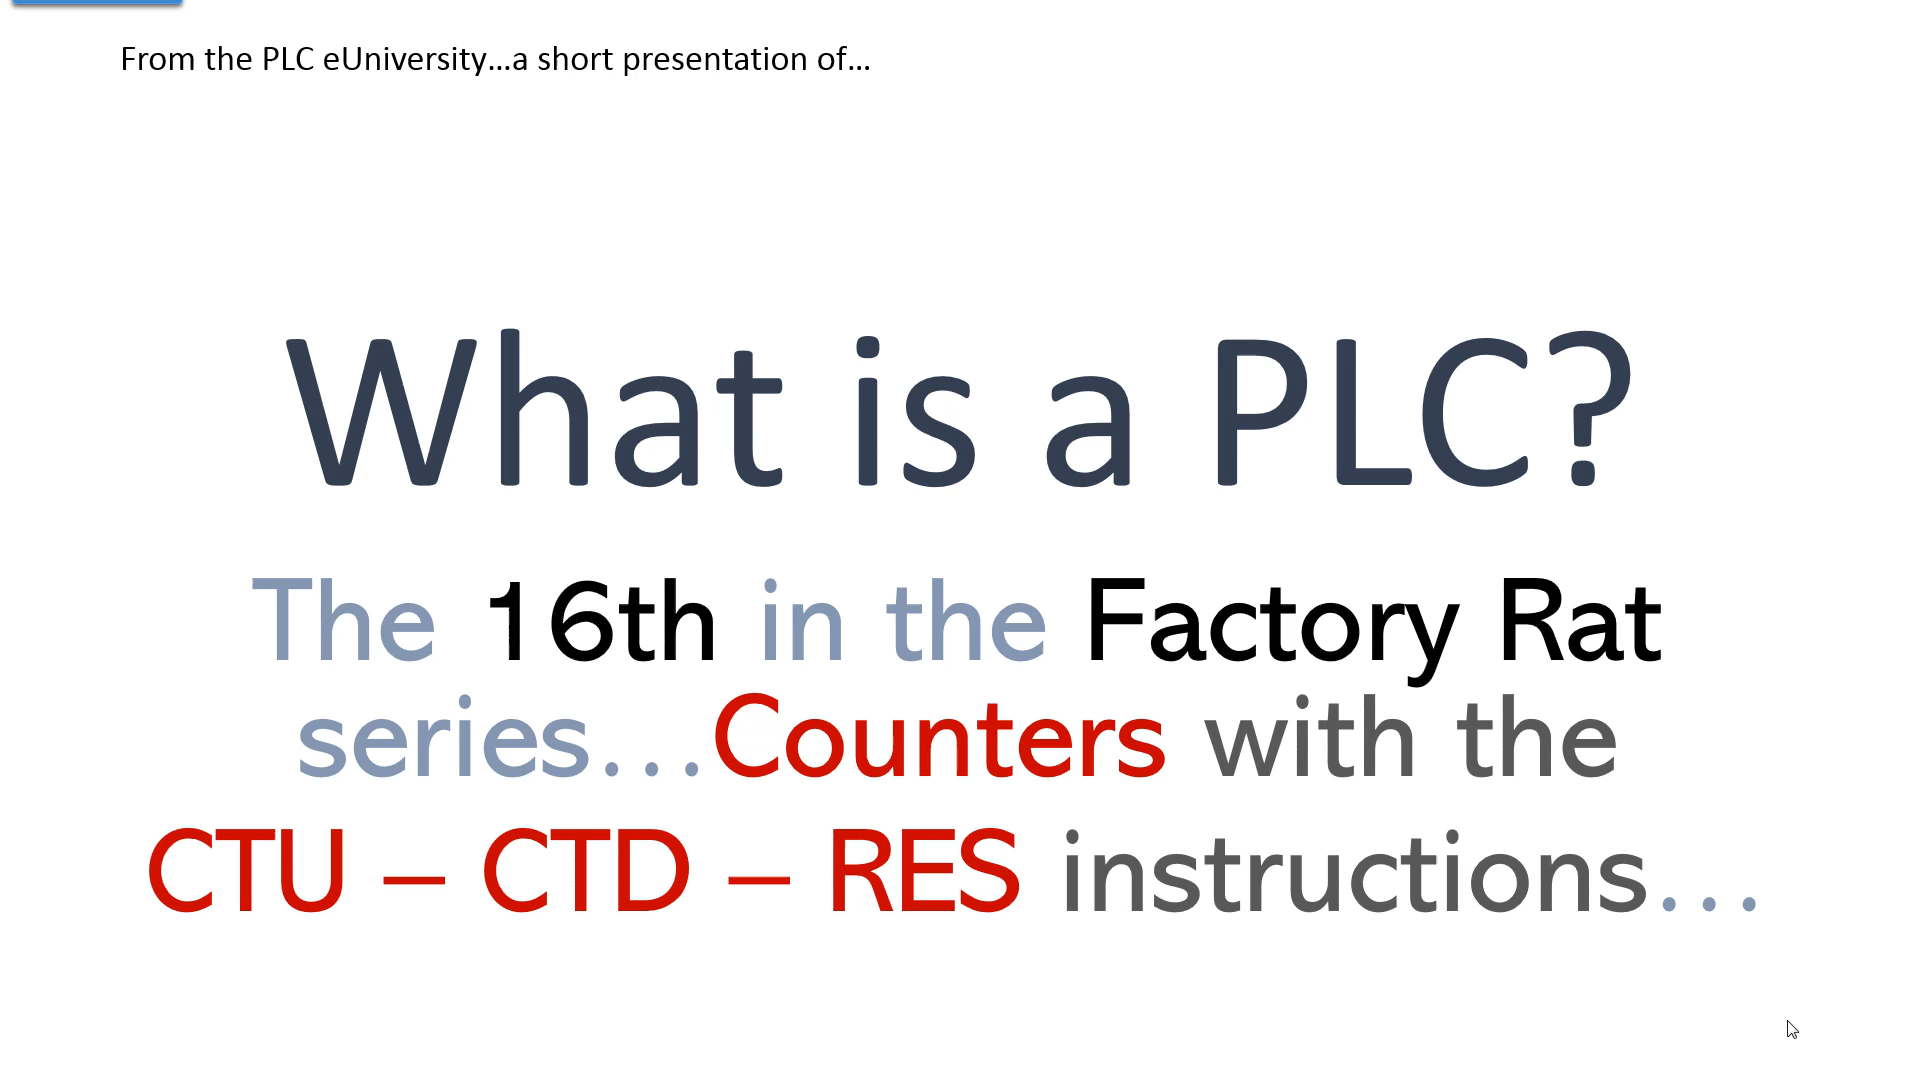 From the PLC eUniversity...a short presentation of...
What is a PLC?
The 16th in the Factory Rat
series...Counters with the
CTU – CTD – RES instructions...